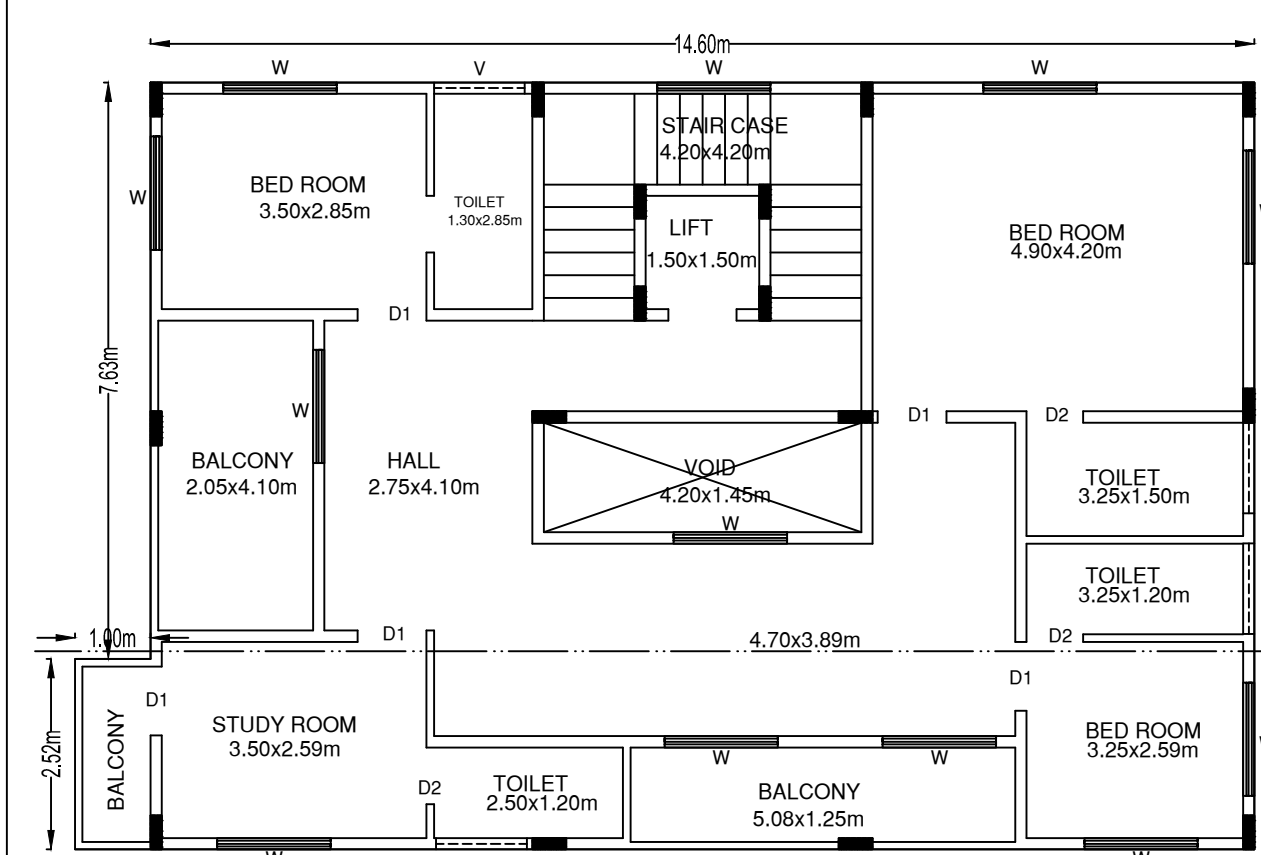 14.60m
W
V
W
W
STAIR CASE
4.20x4.20m
W
BED ROOM
3.50x2.85m
TOILET
1.30x2.85m
LIFT
1.50x1.50m
BED ROOM
4.90x4.20m
D1
7.63m
W
D1
D2
BALCONY
2.05x4.10m
HALL
2.75x4.10m
VOID
4.20x1.45m
W
TOILET
3.25x1.50m
TOILET
3.25x1.20m
1.00m
D1
4.70x3.89m
D2
D1
D1
2.52m
BALCONY
STUDY ROOM
3.50x2.59m
BED ROOM
3.25x2.59m
W
W
D2
TOILET
2.50x1.20m
BALCONY
5.08x1.25m